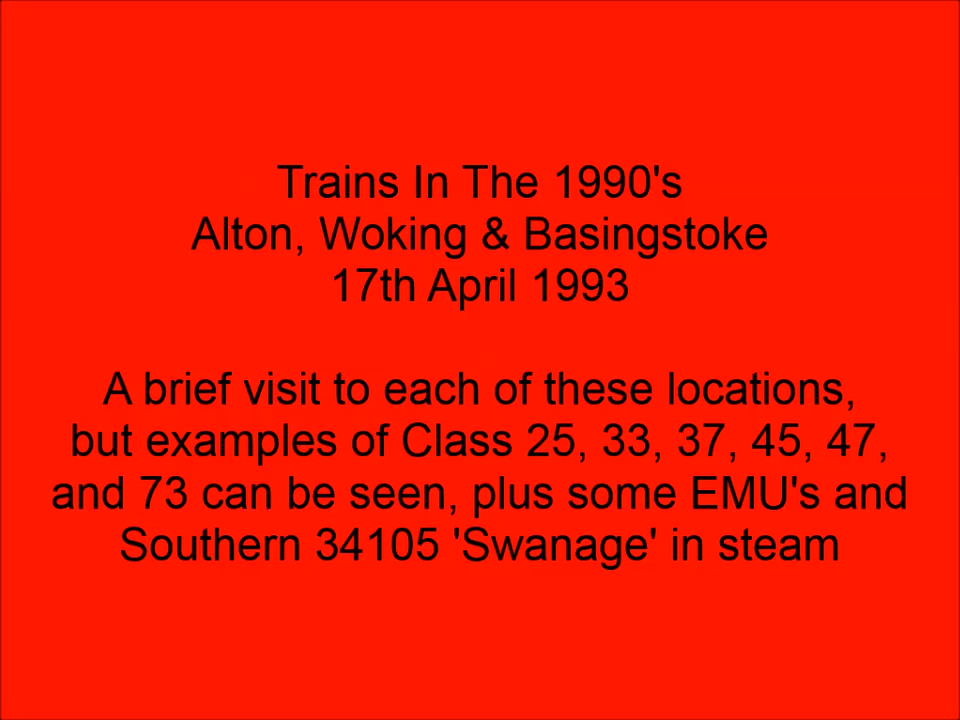 Trains In The 1990's
Alton, Woking & Basingstoke
17th April 1993
A brief visit to each of these locations,
but examples of Class 25, 33, 37, 45, 47,
and 73 can be seen, plus some EMU's and
Southern 34105 'Swanage' in steam